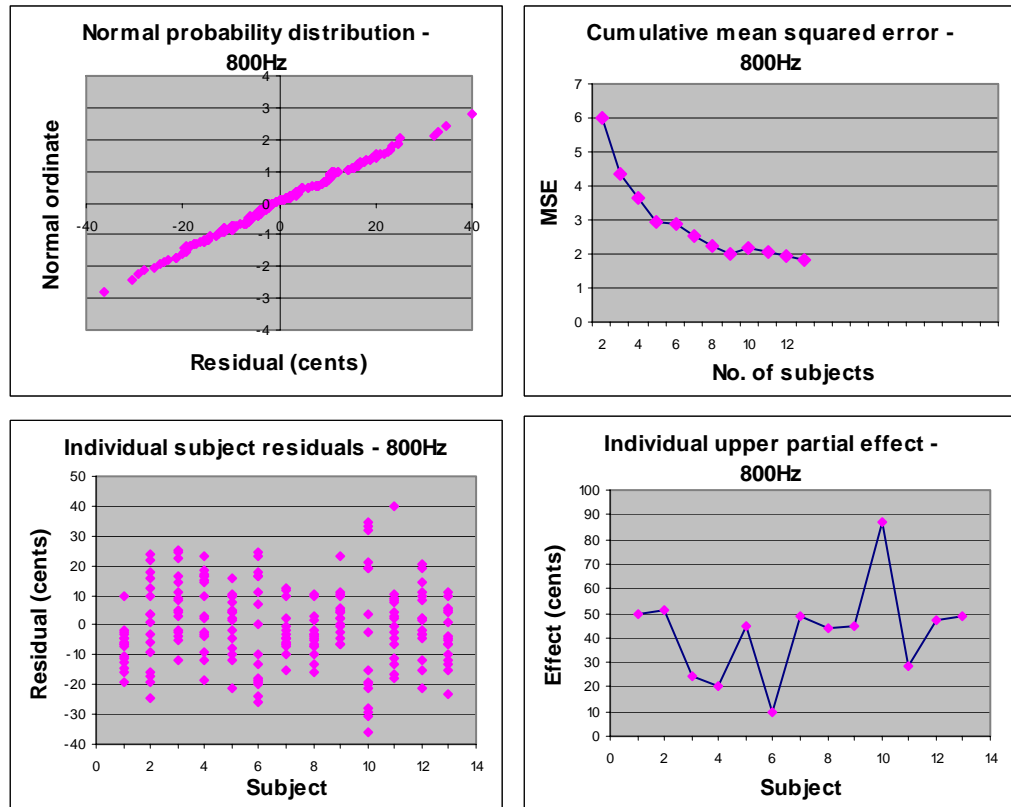 Normal probability distribution -
800Hz
Normal ordinate
4
3
2
1
0
-1
-2
-3
-4
-40
-20
0
20
40
Residual (cents)
Cumulative mean squared error -
800Hz
MSE
7
6
5
4
3
2
1
0
2 4 6 8 10 12
No. of subjects
Individual subject residuals - 800Hz
Residual (cents)
50
40
30
20
10
0
-10
-20
-30
-40
0 2 4 6 8 10 12 14
Subject
Individual upper partial effect -
800Hz
Effect (cents)
100
90
80
70
60
50
40
30
20
10
0
0 2 4 6 8 10 12 14
Subject